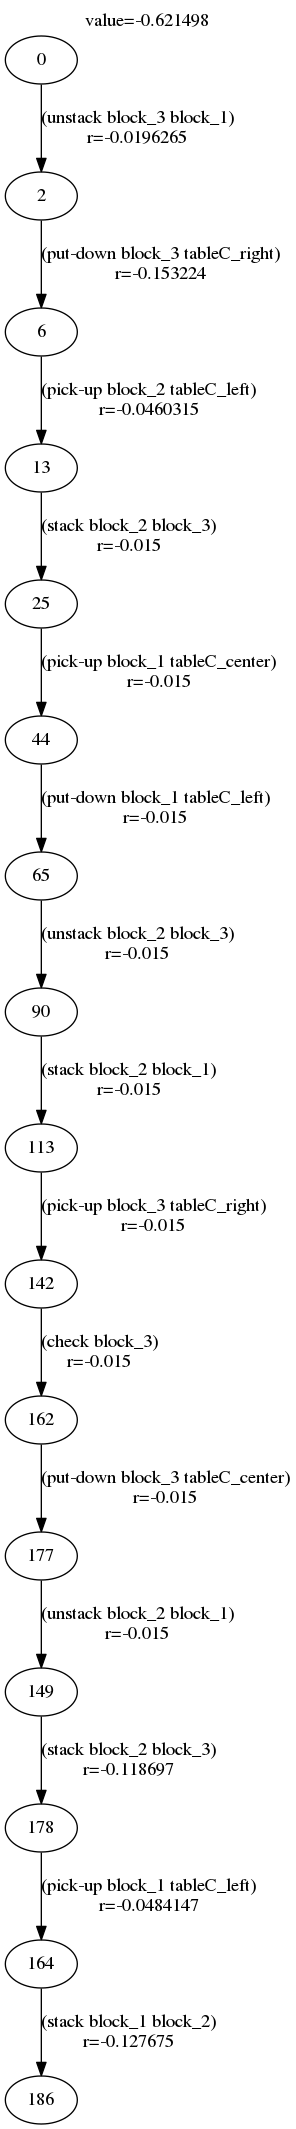 value=-0.621498
0
(unstack block_3 block_1)
r=-0.0196265
2
(put-down block_3 tableC_right)
r=-0.153224
6
(pick-up block_2 tableC_left)
r=-0.0460315
13
(stack block_2 block_3)
r=-0.015
25
(pick-up block_1 tableC_center)
r=-0.015
44
(put-down block_1 tableC_left)
r=-0.015
65
(unstack block_2 block_3)
r=-0.015
90
(stack block_2 block_1)
r=-0.015
113
(pick-up block_3 tableC_right)
r=-0.015
142
(check block_3)
r=-0.015
162
(put-down block_3 tableC_center)
r=-0.015
177
(unstack block_2 block_1)
r=-0.015
149
(stack block_2 block_3)
r=-0.118697
178
(pick-up block_1 tableC_left)
r=-0.0484147
164
(stack block_1 block_2)
r=-0.127675
186